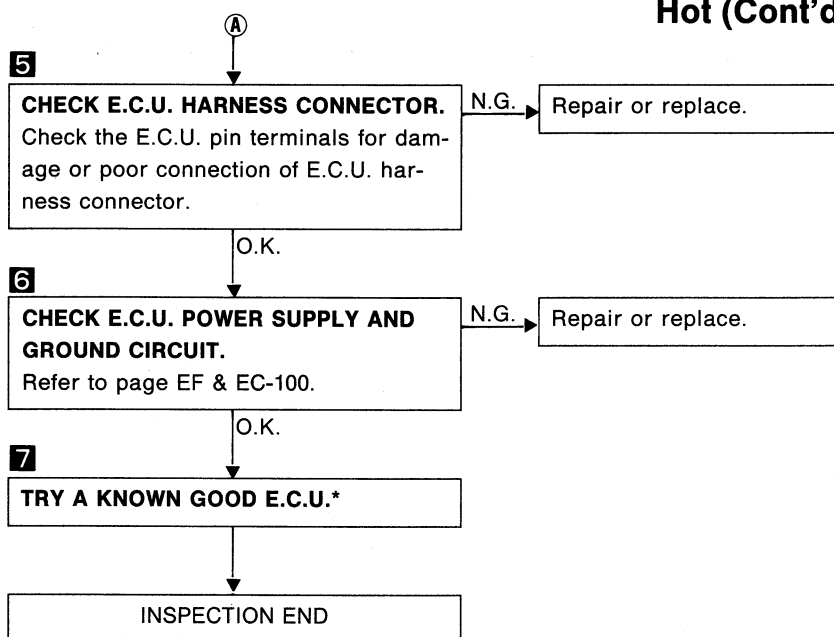 Hot (Cont'd
A
5
CHECK E.C.U. HARNESS CONNECTOR.
Check the E.C.U. pin terminals for dam-
age or poor connection of E.C.U. har-
ness connector.
N.G.
Repair or replace.
O.K.
6
CHECK E.C.U. POWER SUPPLY AND
GROUND CIRCUIT.
Refer to page EF & EC-100.
N.G.
Repair or replace.
O.K.
7
TRY A KNOWN GOOD E.C.U.*
INSPECTION END